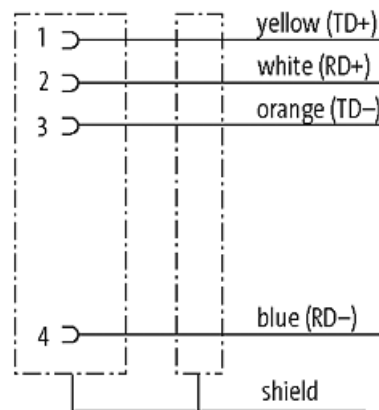 1 yellow (TD+)
2 white (RD+)
3 orange (TD–)
4 blue (RD–)
shield